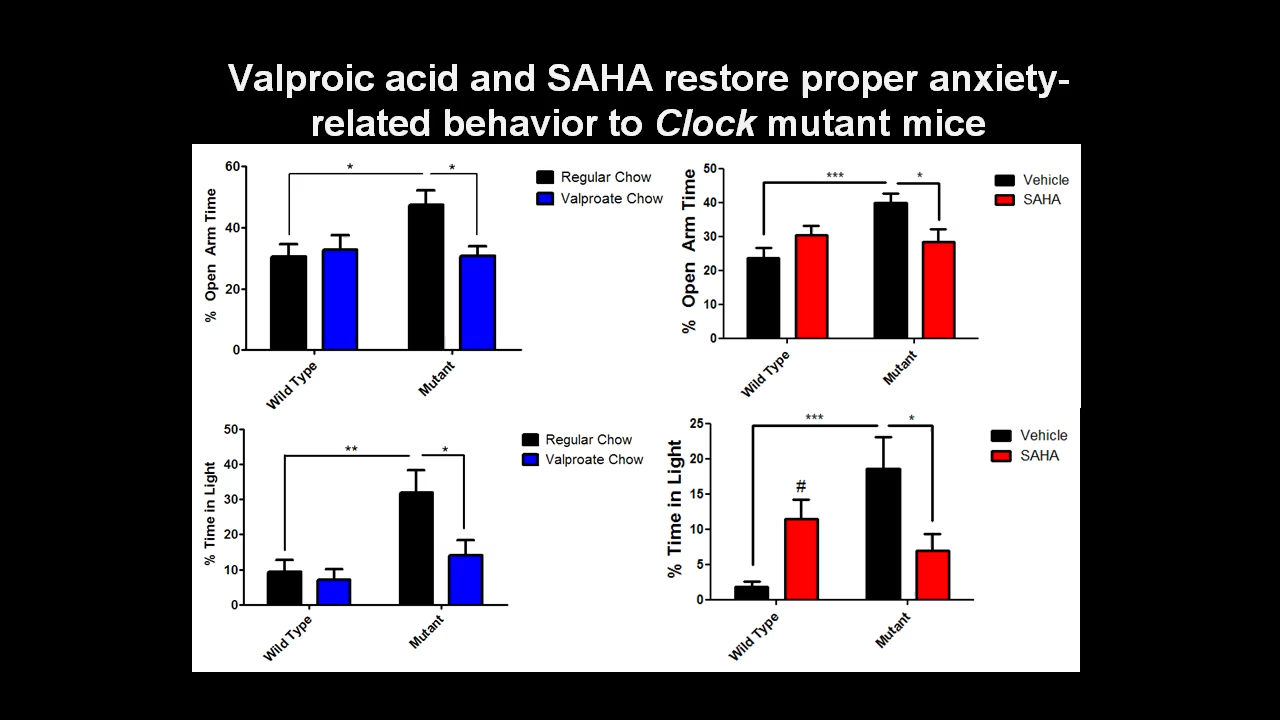 Valproic acid and SAHA restore proper anxiety-
related behavior to Clock mutant mice
60
40
20
0
% Open Arm Time
* *
Regular Chow
Valproate Chow
Wild Type
Mutant
50
40
30
20
10
0
% Open Arm Time
*** *
Vehicle
SAHA
Wild Type
Mutant
50
40
30
20
10
0
% Time in Light
** *
Regular Chow
Valproate Chow
Wild Type
Mutant
25
20
15
10
5
0
% Time in Light
*** *
#
Vehicle
SAHA
Wild Type
Mutant